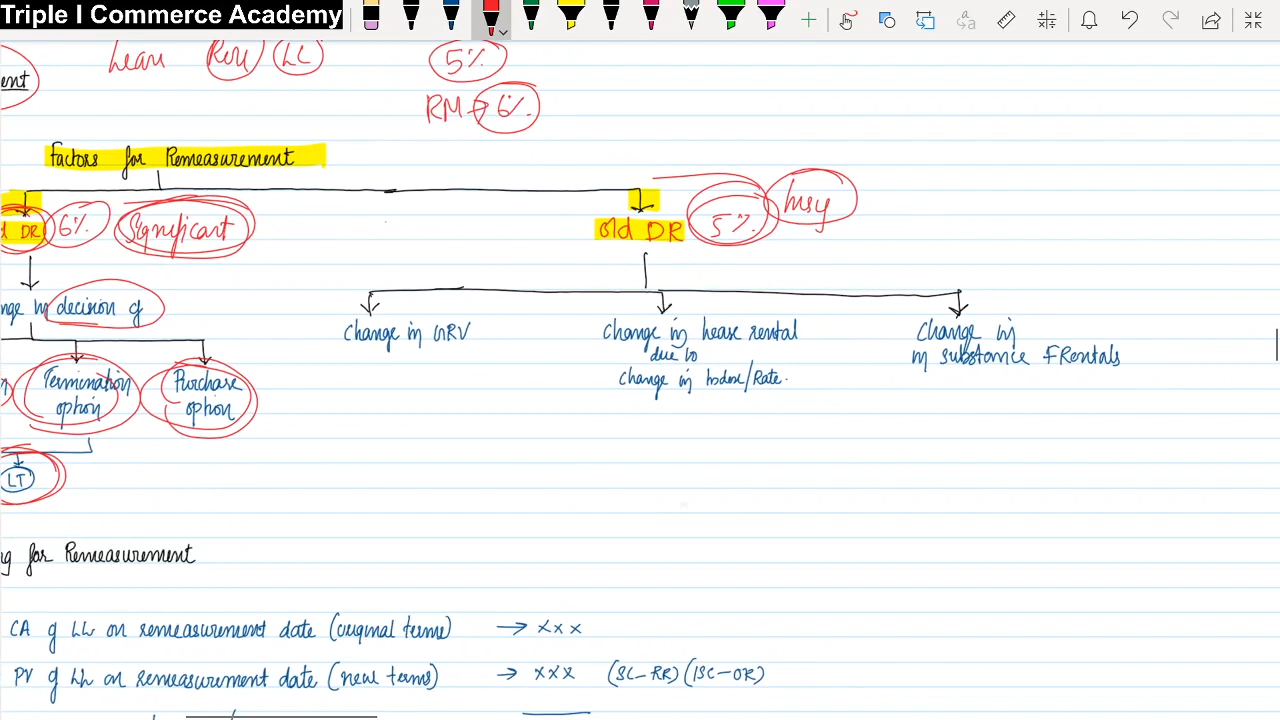 Triple I Commerce Academy
ent
Lease ROU LL 5%
RM → 6%
Factors for Remeasurement
d DR 6% Significant
old DR 5%
nge in decision of
Change in GRV
Change in Lease rental
due to
Change in Index/Rate.
Change in
in substance FRentals
n Termination
option
Purchase
option
LT
ng for Remeasurement
CA of LL on remeasurement date (original terms) → xxx
PV of LL on remeasurement date (new terms) → xxx (SC-RR) (ISC-OR)